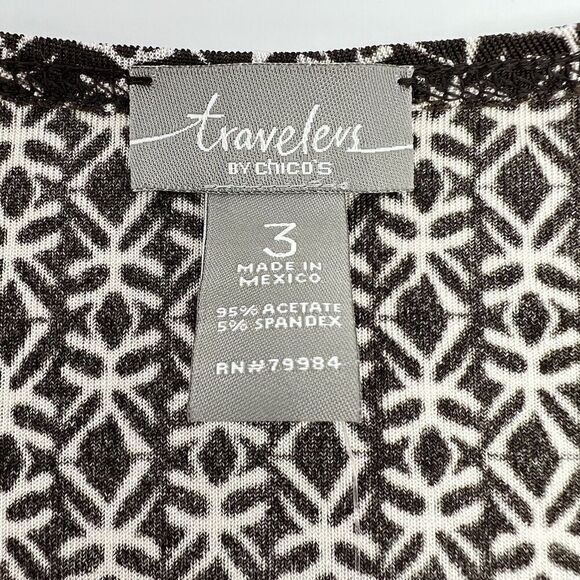 travelers
BY chico's
3
MADE IN
MEXICO
95% ACETATE
5% SPANDEX
RN#79984